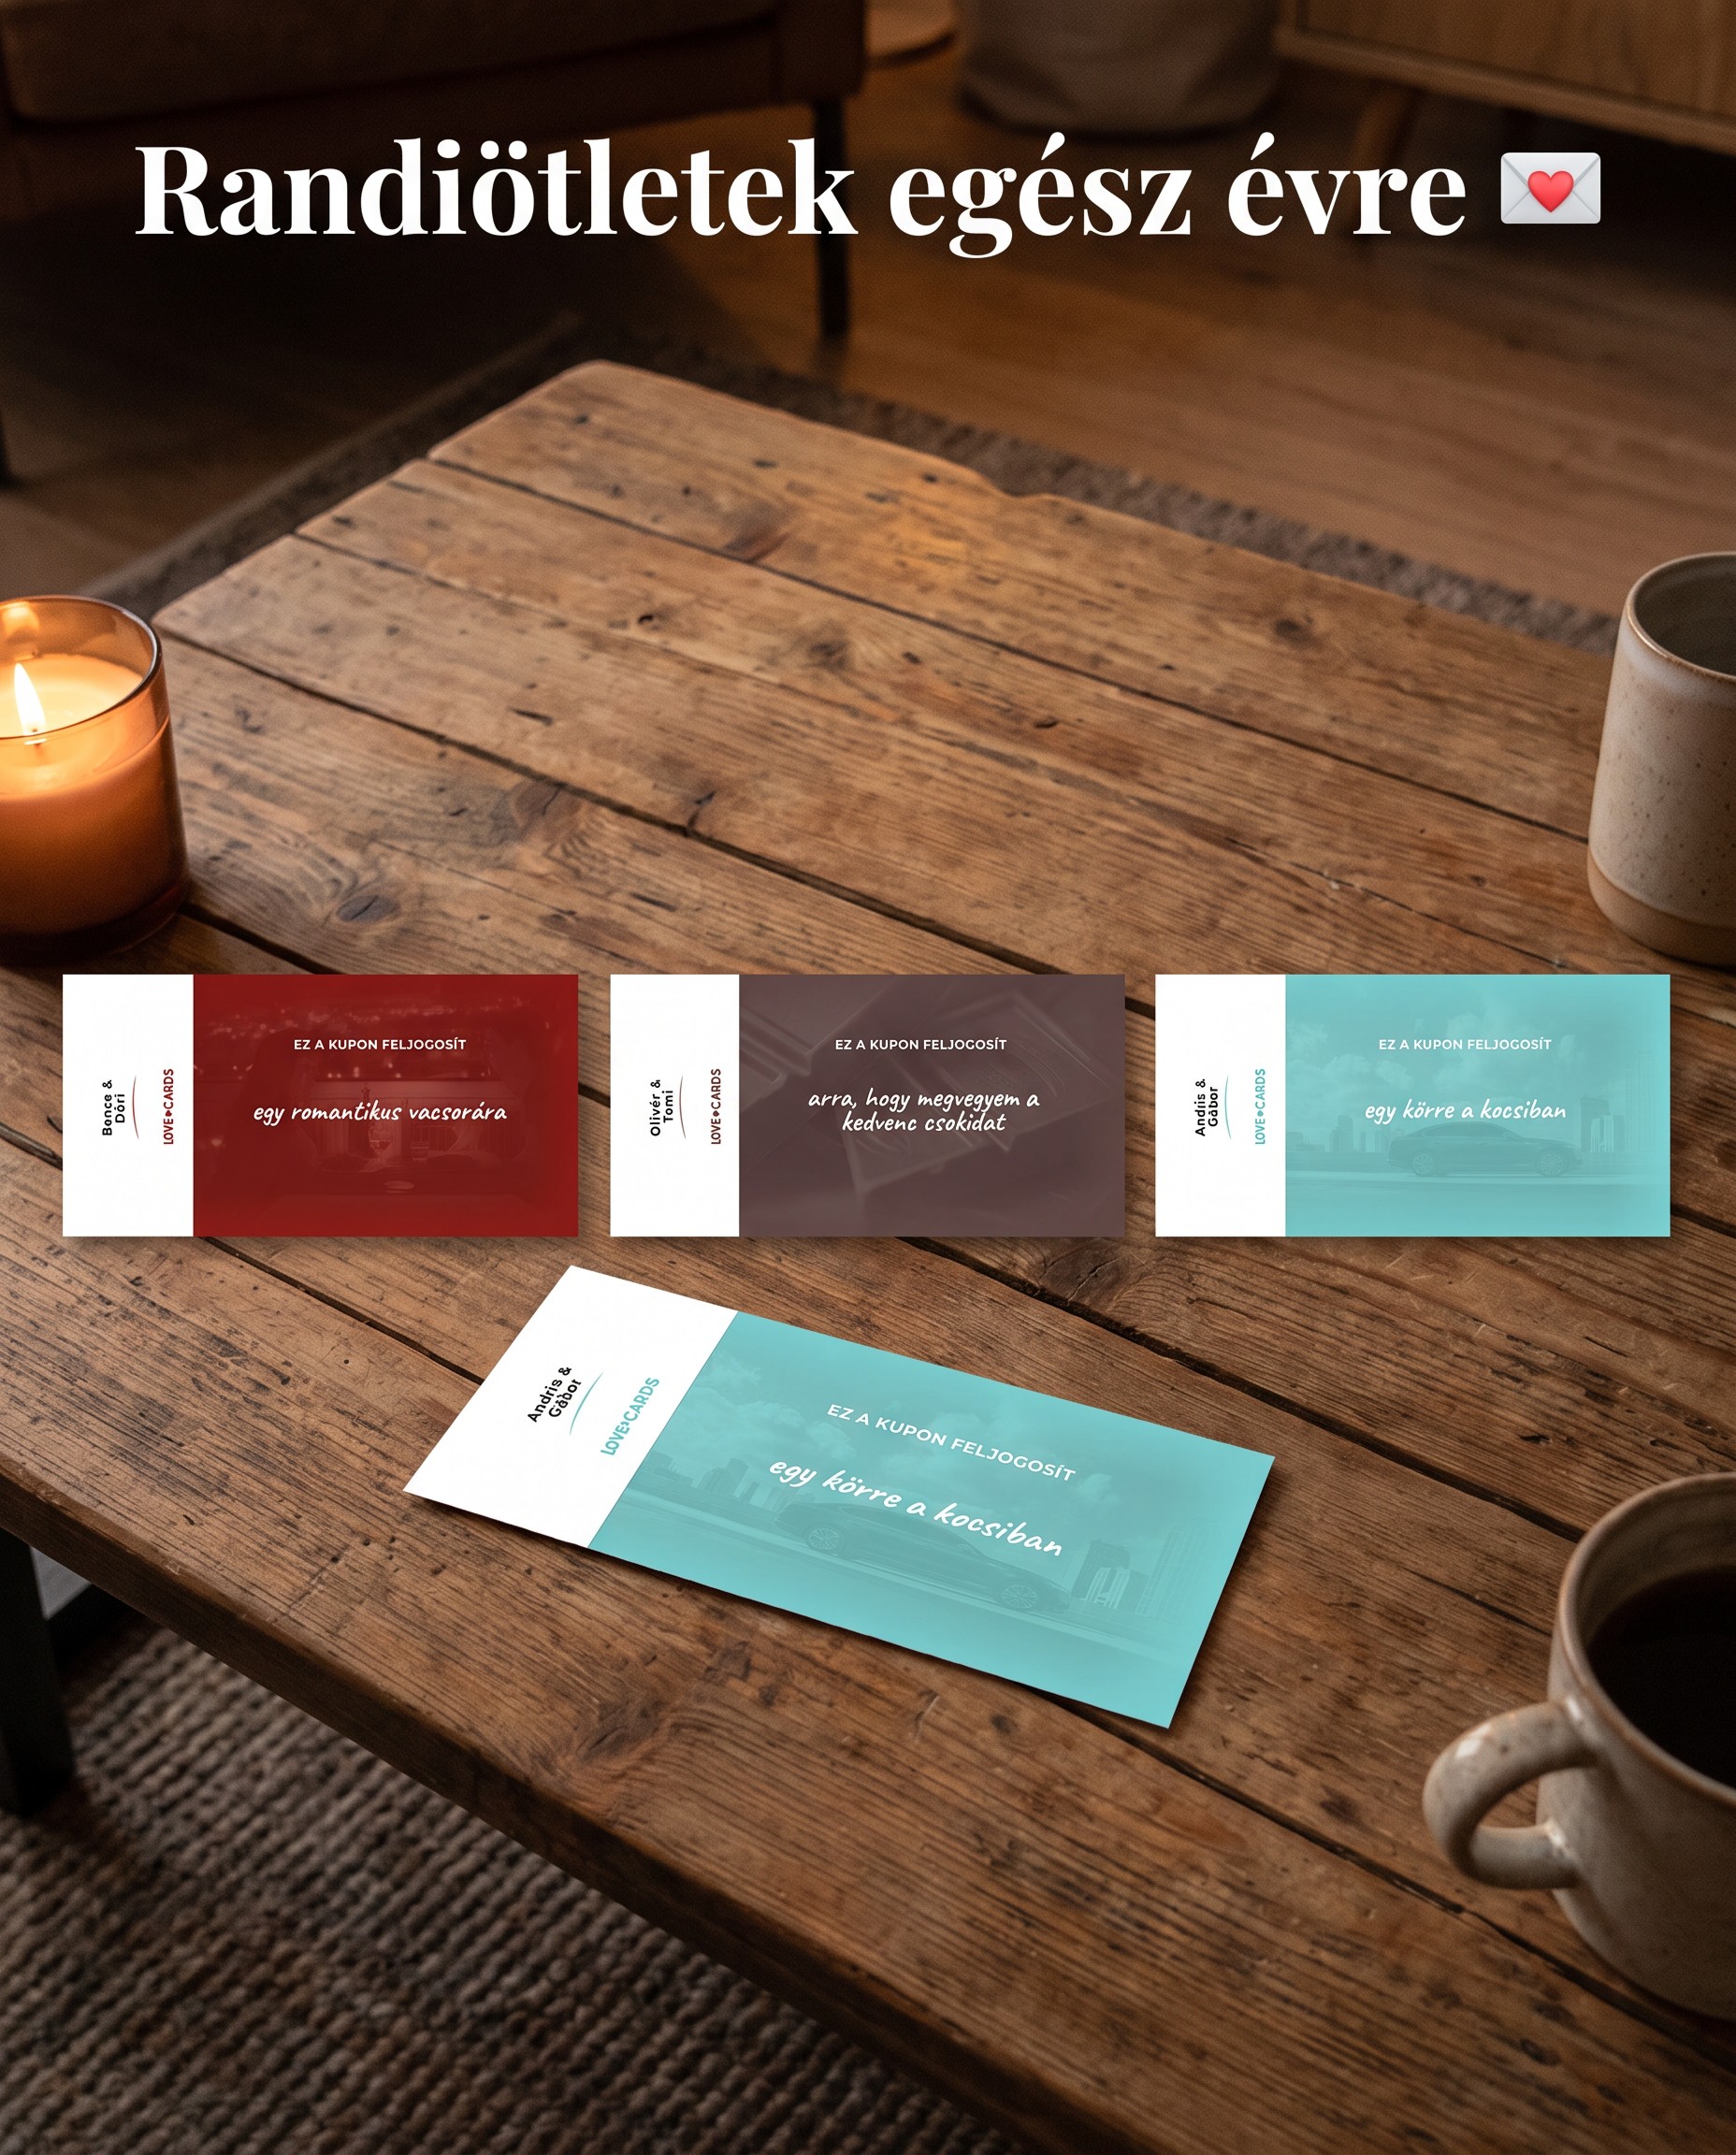 Randiötletek egész évre 💌
Bence &
Dóri
LOVE♥CARDS
EZ A KUPON FELJOGOSÍT
egy romantikus vacsorára
Olivér &
Tomi
LOVE♥CARDS
EZ A KUPON FELJOGOSÍT
arra, hogy megvegyem a
kedvenc csokidat
Andris &
Gábor
LOVE♥CARDS
EZ A KUPON FELJOGOSÍT
egy körre a kocsiban
Andris &
Gábor
LOVE♥CARDS
EZ A KUPON FELJOGOSÍT
egy körre a kocsiban